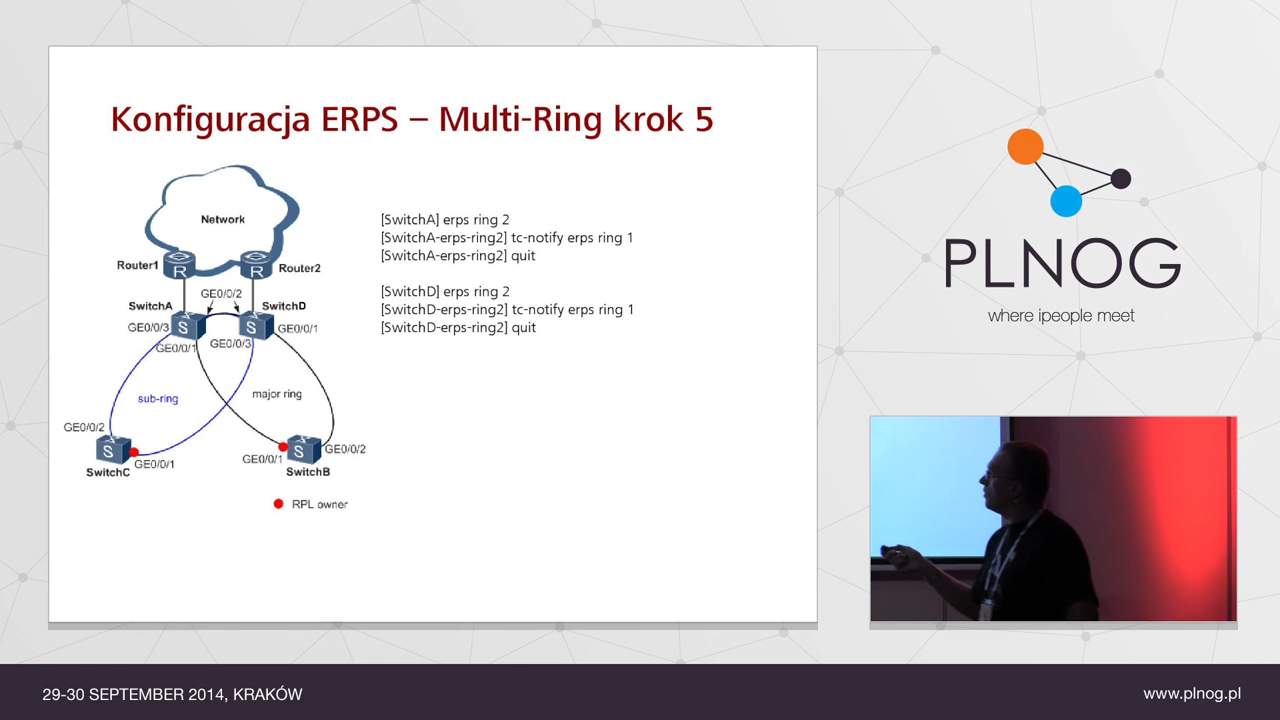 Konfiguracja ERPS – Multi-Ring krok 5
Network
Router1
Router2
GE0/0/2
SwitchA
SwitchD
GE0/0/3
GE0/0/1
GE0/0/1
GE0/0/3
sub-ring
major ring
GE0/0/2
GE0/0/1
SwitchC
GE0/0/1
GE0/0/2
SwitchB
RPL owner
[SwitchA] erps ring 2
[SwitchA-erps-ring2] tc-notify erps ring 1
[SwitchA-erps-ring2] quit
[SwitchD] erps ring 2
[SwitchD-erps-ring2] tc-notify erps ring 1
[SwitchD-erps-ring2] quit
R
R
S
S
S
S
PLNOG
where ipeople meet
29-30 SEPTEMBER 2014, KRAKÓW
www.plnog.pl